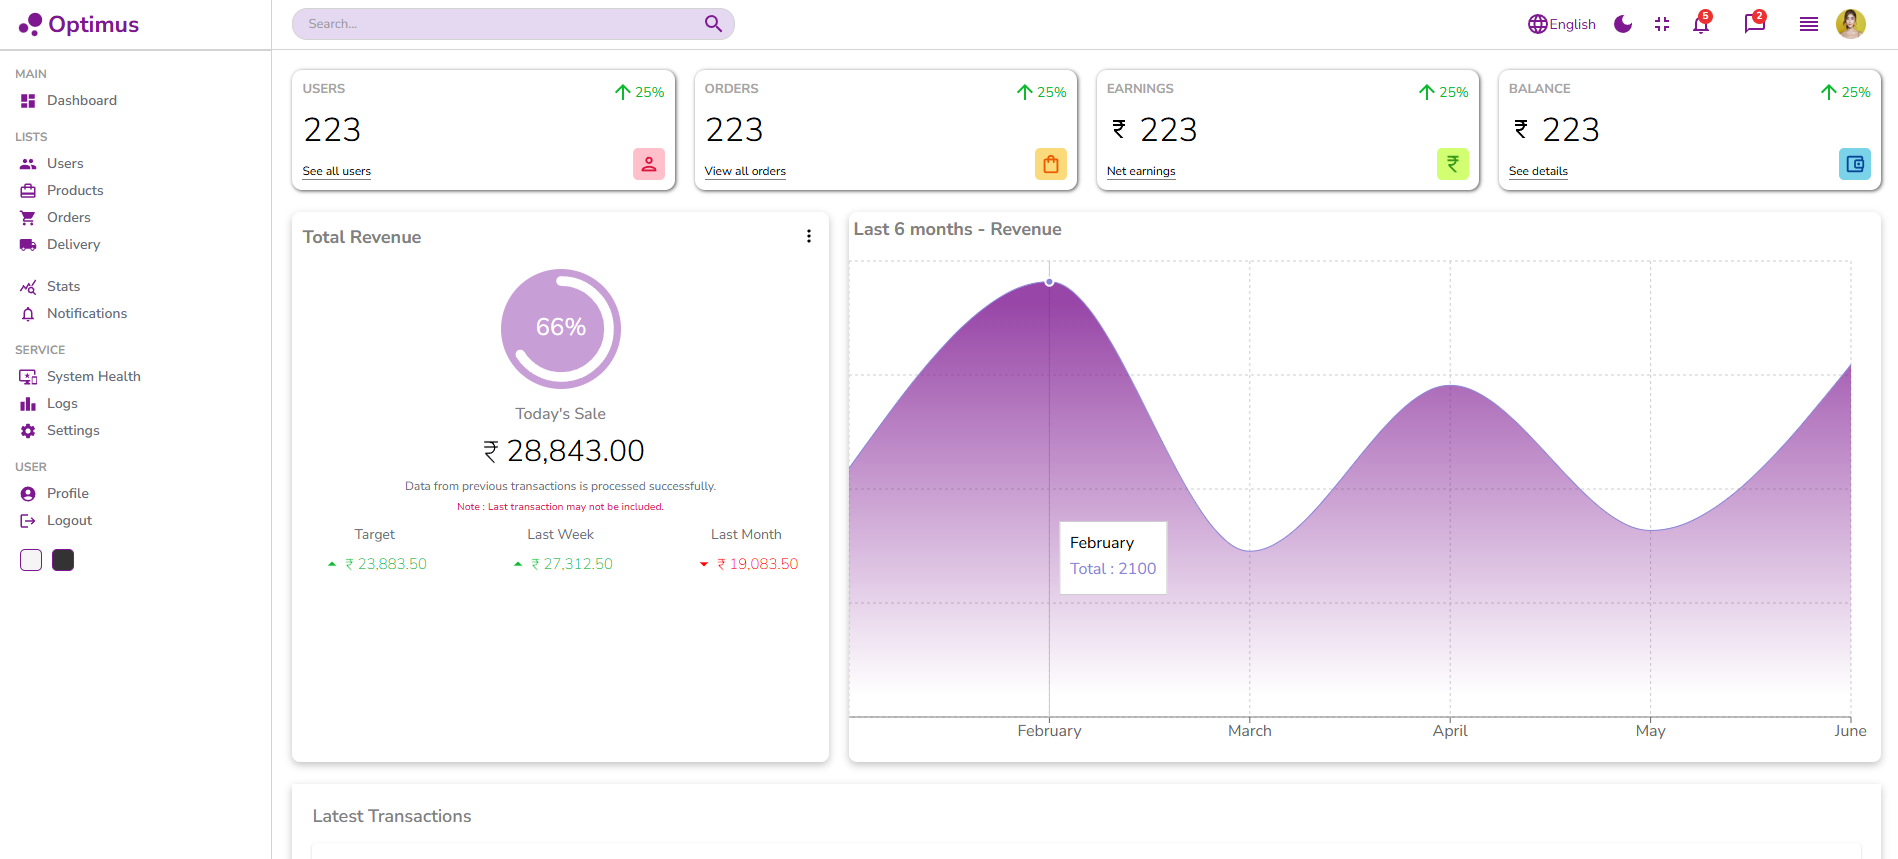 Optimus
Search...
English
5
2
MAIN
Dashboard
LISTS
Users
Products
Orders
Delivery
Stats
Notifications
SERVICE
System Health
Logs
Settings
USER
Profile
Logout
USERS
25%
223
See all users
ORDERS
25%
223
View all orders
EARNINGS
25%
₹ 223
Net earnings
₹
BALANCE
25%
₹ 223
See details
Total Revenue
66%
Today's Sale
₹ 28,843.00
Data from previous transactions is processed successfully.
Note : Last transaction may not be included.
Target
Last Week
Last Month
₹ 23,883.50
₹ 27,312.50
₹ 19,083.50
Last 6 months - Revenue
February
Total : 2100
February
March
April
May
June
Latest Transactions